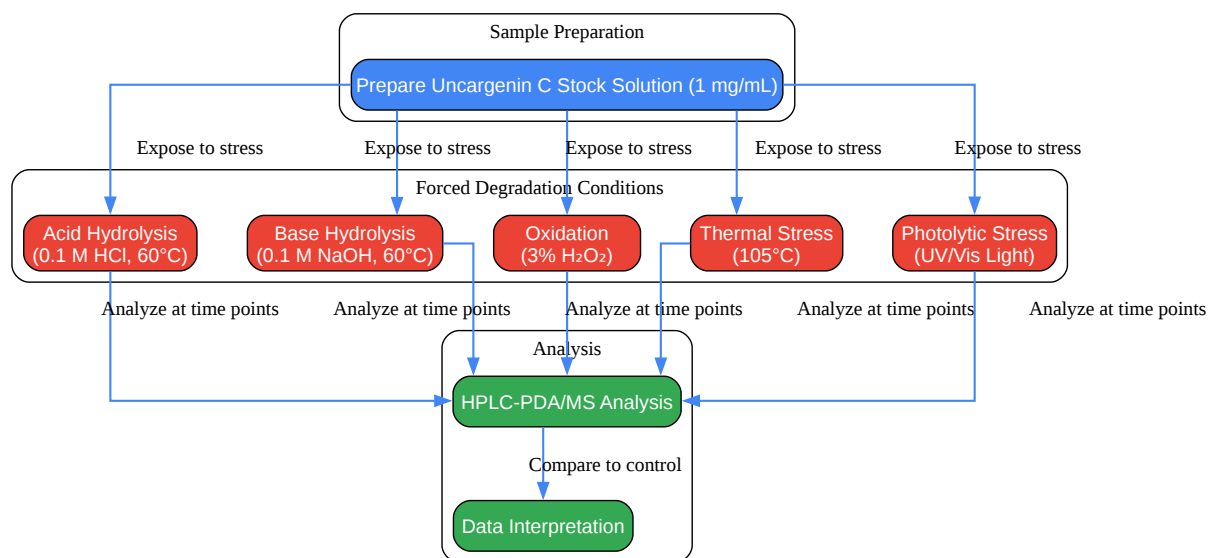 Sample Preparation
Prepare Uncargenin C Stock Solution (1 mg/mL)
Expose to stress
Expose to stress
Expose to stress
Expose to stress
Expose to stress
Forced Degradation Conditions
Acid Hydrolysis
(0.1 M HCl, 60°C)
Base Hydrolysis
(0.1 M NaOH, 60°C)
Oxidation
(3% H₂O₂)
Thermal Stress
(105°C)
Photolytic Stress
(UV/Vis Light)
Analyze at time points
Analyze at time points
Analyze at time points
Analyze at time points
Analyze at time points
Analysis
HPLC-PDA/MS Analysis
Compare to control
Data Interpretation